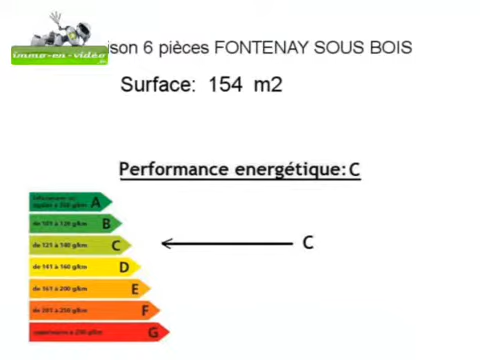 immo-en-vidéo
ison 6 pièces FONTENAY SOUS BOIS
Surface: 154 m2
Performance energétique: C
A
de 101 à 120 g/km B
de 121 à 140 g/km C
C
de 141 à 160 g/km D
de 161 à 200 g/km E
de 201 à 250 g/km F
G